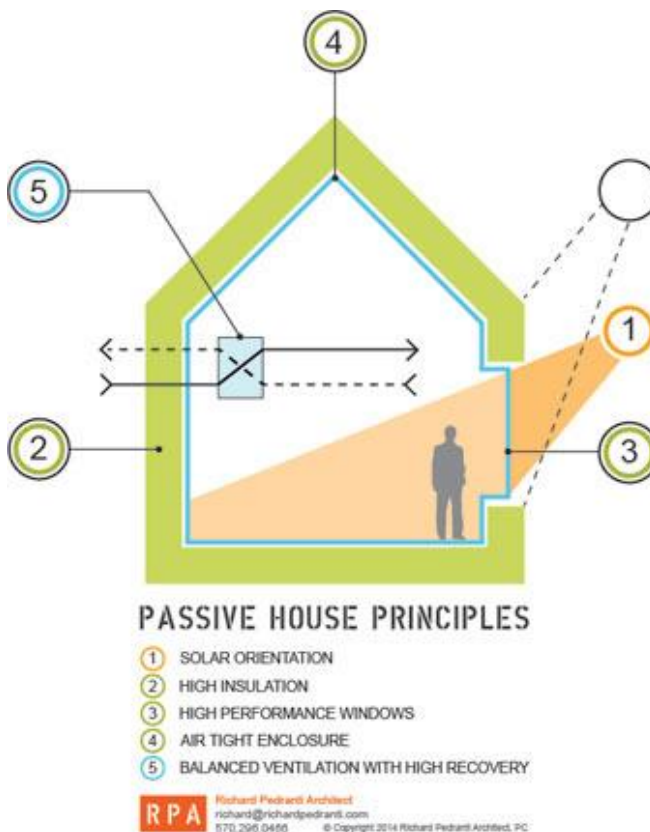 4
5
1
2
3
PASSIVE HOUSE PRINCIPLES
1 SOLAR ORIENTATION
2 HIGH INSULATION
3 HIGH PERFORMANCE WINDOWS
4 AIR TIGHT ENCLOSURE
5 BALANCED VENTILATION WITH HIGH RECOVERY
RPA
Richard Pedranti Architect
richard@richardpedranti.com
570.296.0466 © Copyright 2014 Richard Pedranti Architect, PC